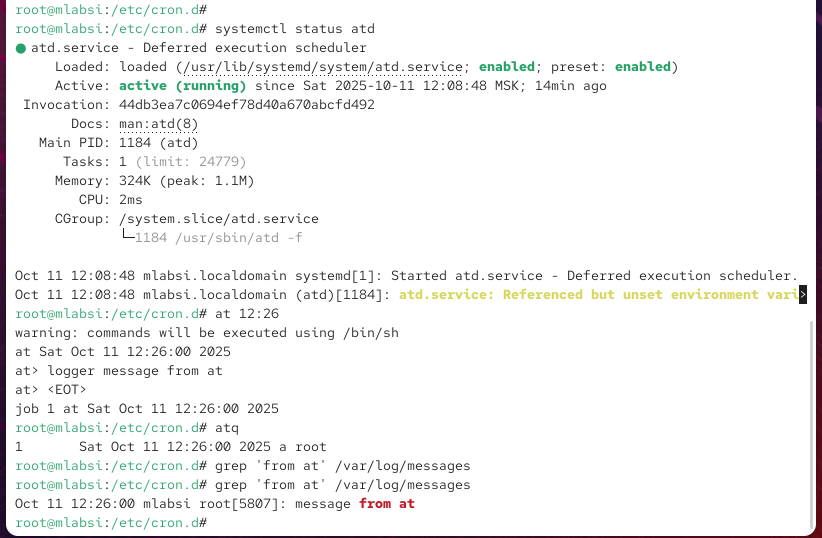 root@mlabsi:/etc/cron.d#
root@mlabsi:/etc/cron.d# systemctl status atd
● atd.service - Deferred execution scheduler
     Loaded: loaded (/usr/lib/systemd/system/atd.service; enabled; preset: enabled)
     Active: active (running) since Sat 2025-10-11 12:08:48 MSK; 14min ago
 Invocation: 44db3ea7c0694ef78d40a670abcfd492
       Docs: man:atd(8)
   Main PID: 1184 (atd)
      Tasks: 1 (limit: 24779)
     Memory: 324K (peak: 1.1M)
        CPU: 2ms
     CGroup: /system.slice/atd.service
             └─1184 /usr/sbin/atd -f
Oct 11 12:08:48 mlabsi.localdomain systemd[1]: Started atd.service - Deferred execution scheduler.
Oct 11 12:08:48 mlabsi.localdomain (atd)[1184]: atd.service: Referenced but unset environment vari>
root@mlabsi:/etc/cron.d# at 12:26
warning: commands will be executed using /bin/sh
at Sat Oct 11 12:26:00 2025
at> logger message from at
at> <EOT>
job 1 at Sat Oct 11 12:26:00 2025
root@mlabsi:/etc/cron.d# atq
1       Sat Oct 11 12:26:00 2025 a root
root@mlabsi:/etc/cron.d# grep 'from at' /var/log/messages
root@mlabsi:/etc/cron.d# grep 'from at' /var/log/messages
Oct 11 12:26:00 mlabsi root[5807]: message from at
root@mlabsi:/etc/cron.d#